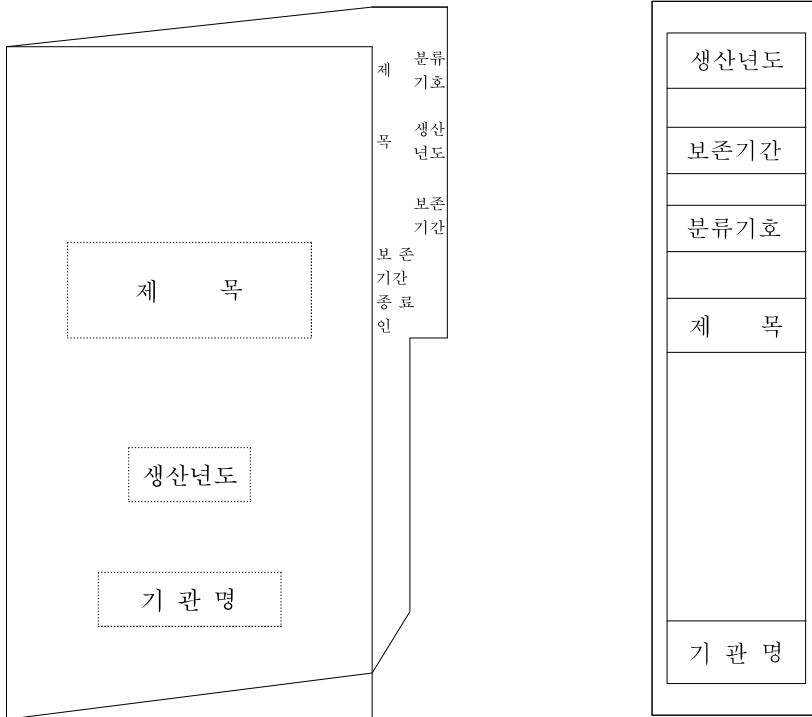 제 분류
기호
목 생산
년도
보존
기간
보 존
기간
종 료
인
제 목
생산년도
기 관 명
생산년도
보존기간
분류기호
제 목
기 관 명